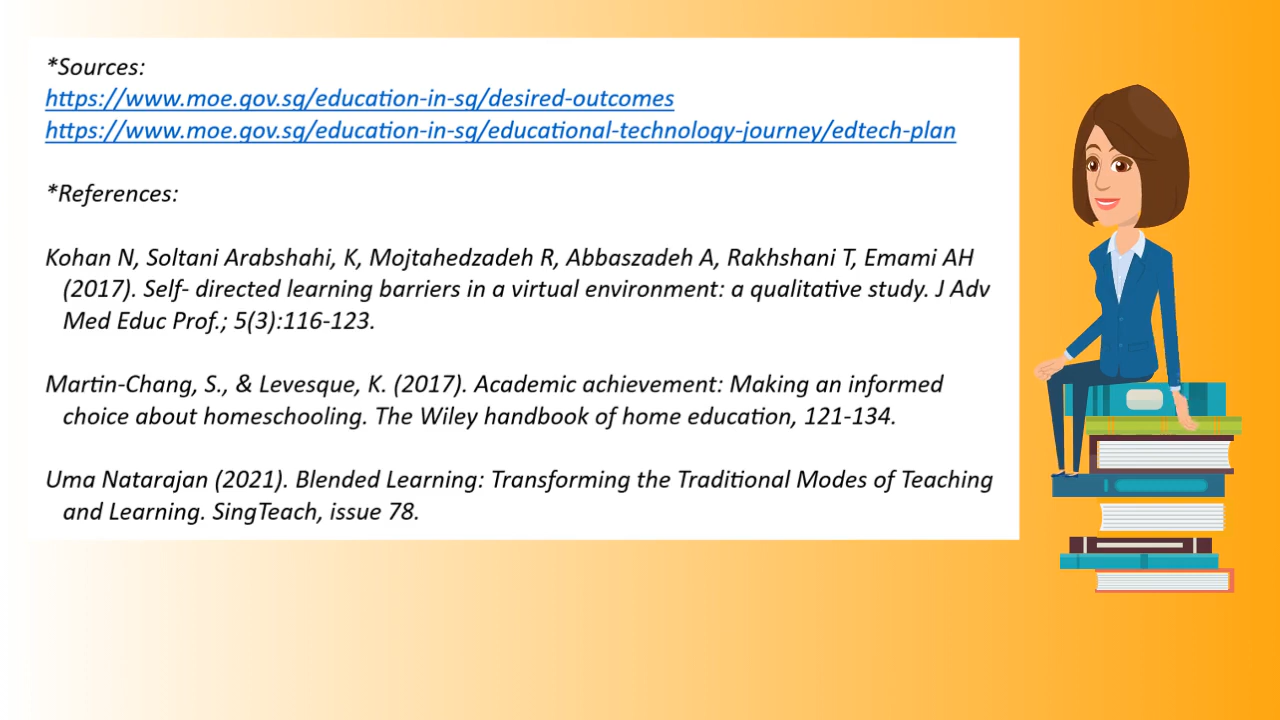 *Sources:
https://www.moe.gov.sg/education-in-sg/desired-outcomes
https://www.moe.gov.sg/education-in-sg/educational-technology-journey/edtech-plan
*References:
Kohan N, Soltani Arabshahi, K, Mojtahedzadeh R, Abbaszadeh A, Rakhshani T, Emami AH
(2017). Self- directed learning barriers in a virtual environment: a qualitative study. J Adv
Med Educ Prof.; 5(3):116-123.
Martin-Chang, S., & Levesque, K. (2017). Academic achievement: Making an informed
choice about homeschooling. The Wiley handbook of home education, 121-134.
Uma Natarajan (2021). Blended Learning: Transforming the Traditional Modes of Teaching
and Learning. SingTeach, issue 78.